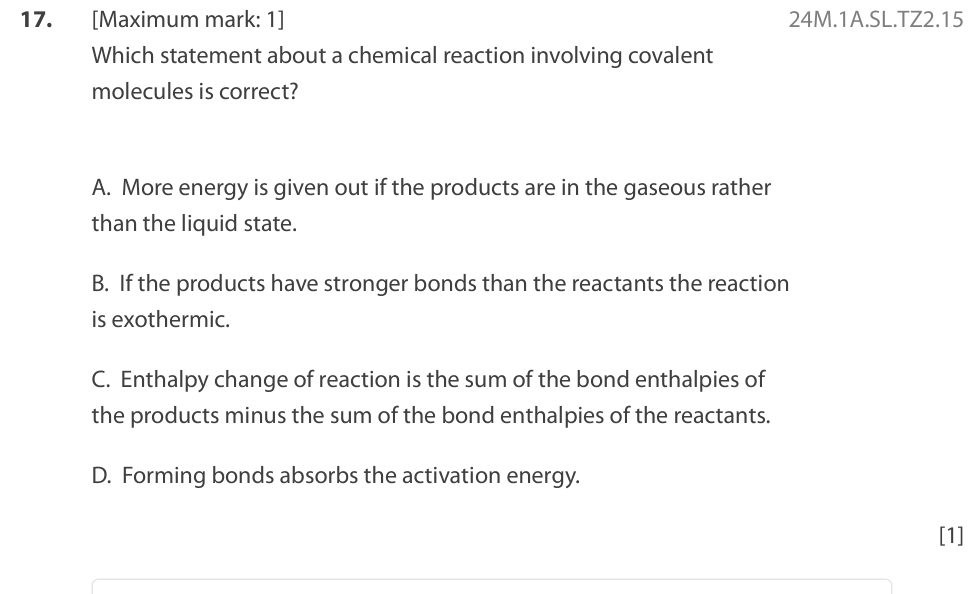 17. [Maximum mark: 1] 24M.1A.SL.TZ2.15
Which statement about a chemical reaction involving covalent
molecules is correct?
A. More energy is given out if the products are in the gaseous rather
than the liquid state.
B. If the products have stronger bonds than the reactants the reaction
is exothermic.
C. Enthalpy change of reaction is the sum of the bond enthalpies of
the products minus the sum of the bond enthalpies of the reactants.
D. Forming bonds absorbs the activation energy.
[1]